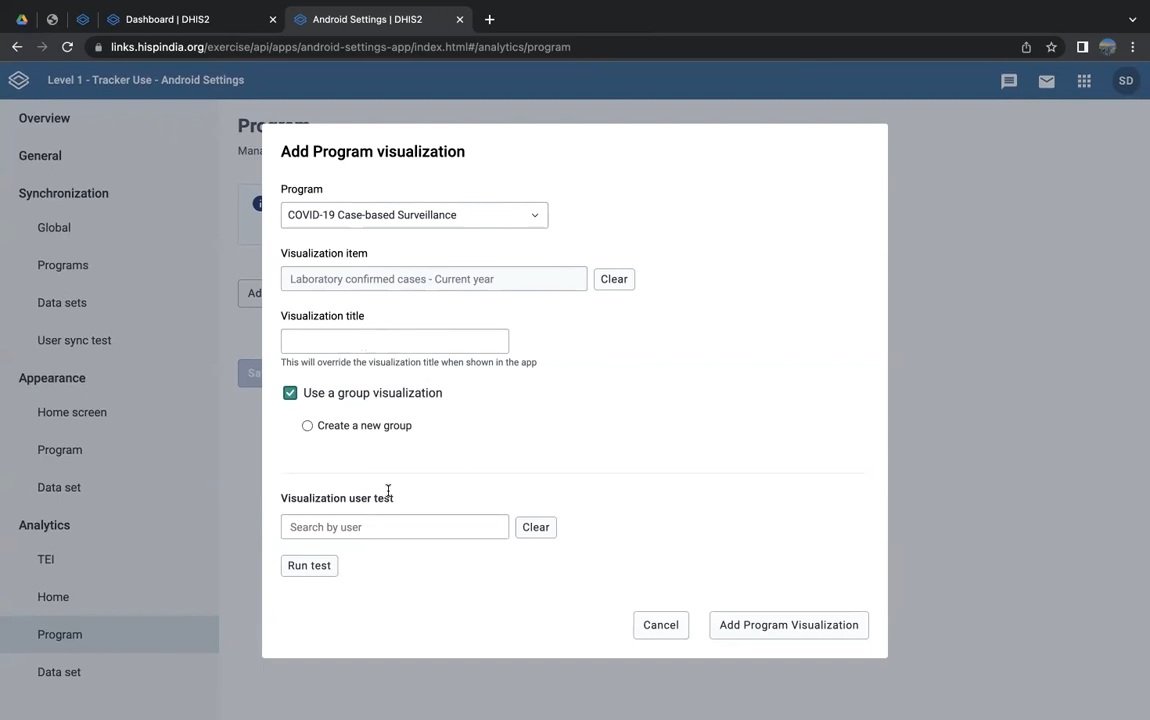 Dashboard | DHIS2
Android Settings | DHIS2
links.hispindia.org/exercise/api/apps/android-settings-app/index.html#/analytics/program
Level 1 - Tracker Use - Android Settings
SD
Overview
General
Synchronization
Global
Programs
Data sets
User sync test
Appearance
Home screen
Program
Data set
Analytics
TEI
Home
Program
Data set
Add Program visualization
Program
COVID-19 Case-based Surveillance
Visualization item
Laboratory confirmed cases - Current year
Clear
Visualization title
This will override the visualization title when shown in the app
Use a group visualization
Create a new group
Visualization user test
Search by user
Clear
Run test
Cancel
Add Program Visualization